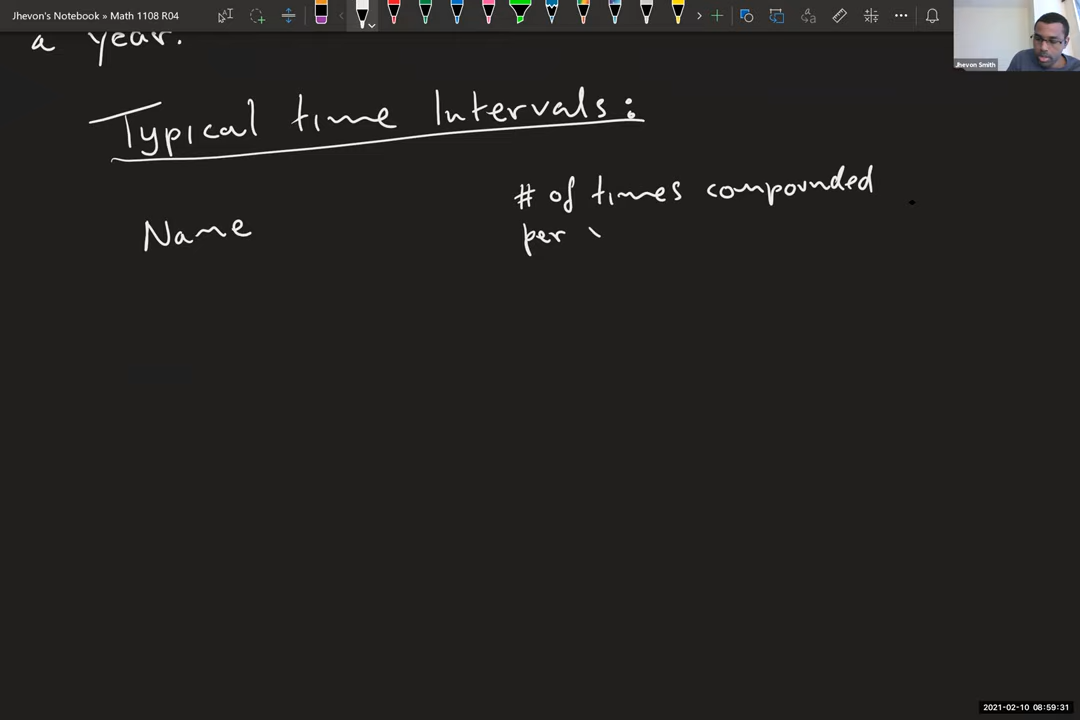 Jhevon's Notebook » Math 1108 R04
Jhevon Smith
a year.
Typical time Intervals:
# of times compounded
Name
per
2021-02-10 08:59:31